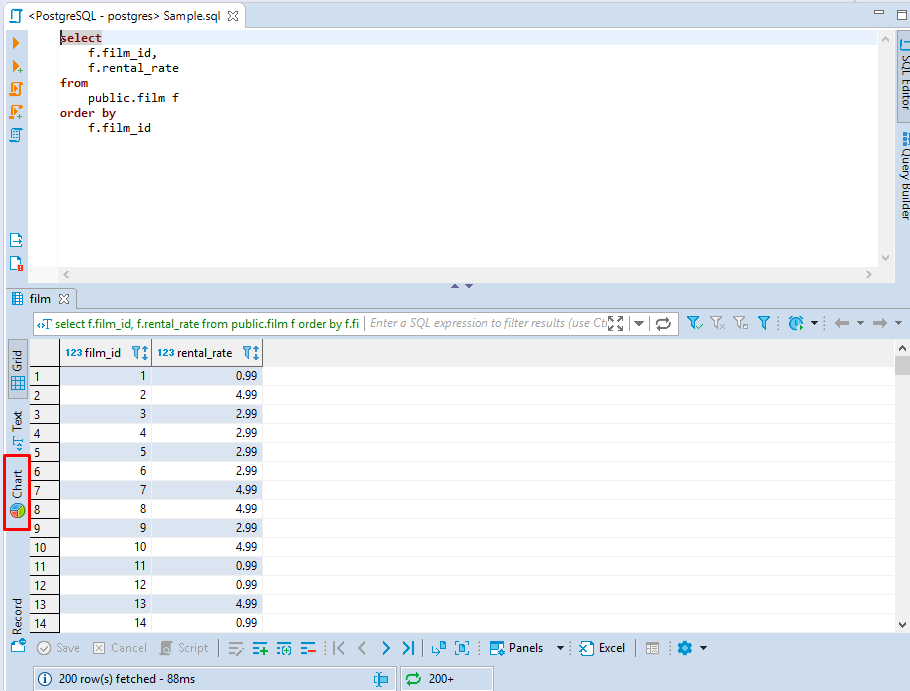 <PostgreSQL - postgres> Sample.sql
select
f.film_id,
f.rental_rate
from
public.film f
order by
f.film_id
SQL Editor
Query Builder
film
select f.film_id, f.rental_rate from public.film f order by f.fi
Enter a SQL expression to filter results (use Ct
Grid
Text
Chart
Record
123 film_id 123 rental_rate
1 1 0.99
2 2 4.99
3 3 2.99
4 4 2.99
5 5 2.99
6 6 2.99
7 7 4.99
8 8 4.99
9 9 2.99
10 10 4.99
11 11 0.99
12 12 0.99
13 13 4.99
14 14 0.99
Save Cancel Script Panels Excel
200 row(s) fetched - 88ms 200+